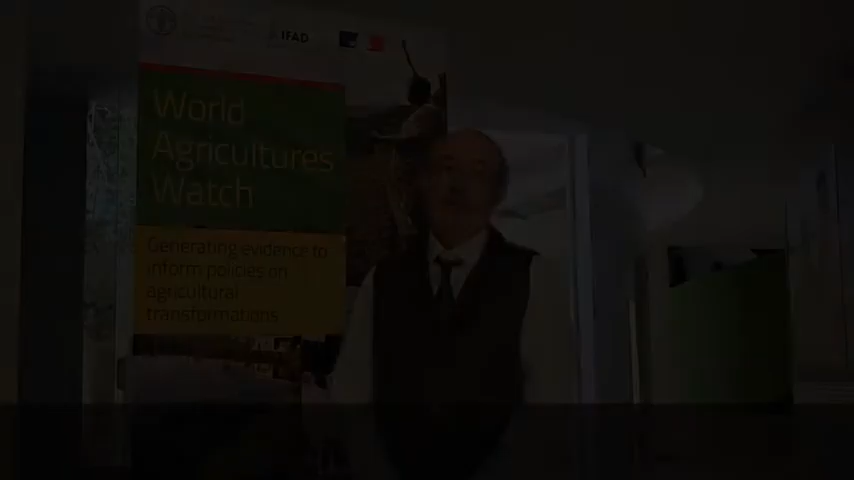 IFAD
World
Agricultures
Watch
Generating evidence to
inform policies on
agricultural
transformations